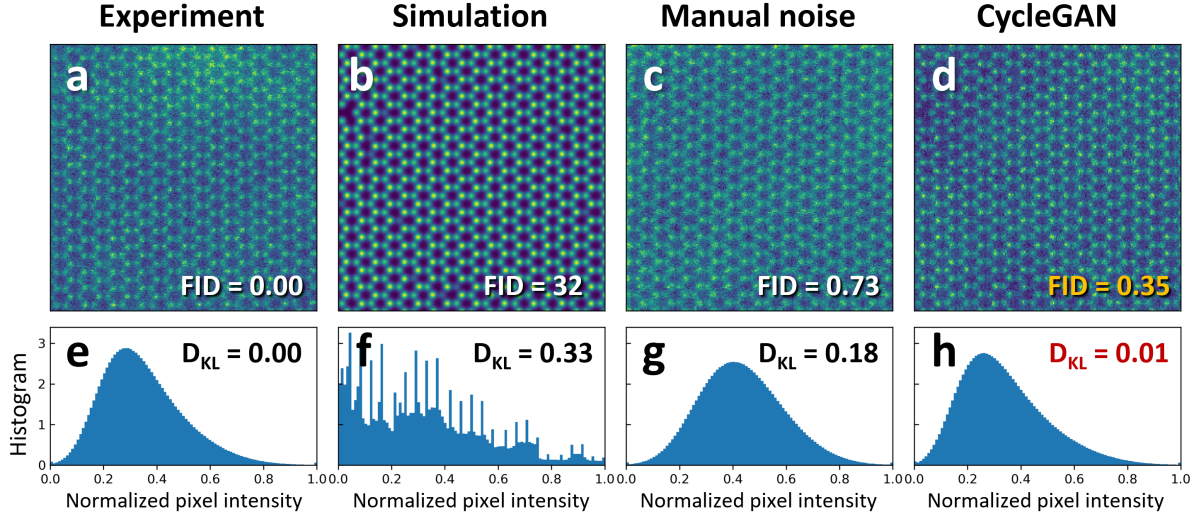 Experiment Simulation Manual noise CycleGAN
a b c d
FID = 0.00 FID = 32 FID = 0.73 FID = 0.35
e D_KL = 0.00 f D_KL = 0.33 g D_KL = 0.18 h D_KL = 0.01
Histogram
3
2
1
0
0.0 0.2 0.4 0.6 0.8 1.0 0.0 0.2 0.4 0.6 0.8 1.0 0.0 0.2 0.4 0.6 0.8 1.0 0.0 0.2 0.4 0.6 0.8 1.0
Normalized pixel intensity Normalized pixel intensity Normalized pixel intensity Normalized pixel intensity